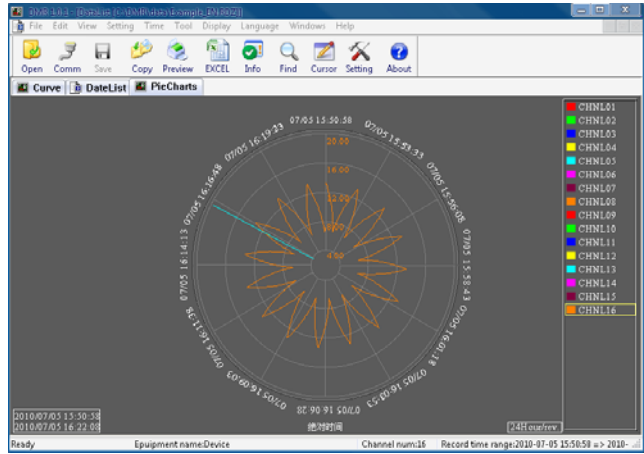 File Edit View Setting Time Tool Display Language Windows Help
Open Comm Save Copy Preview EXCEL Info Find Cursor Setting About
Curve DateList PicCharts
07/05 15:50:58
07/05 15:53:33
07/05 15:56:08
07/05 15:58:43
07/05 16:01:18
07/05 16:03:53
07/05 16 06 28
07/05 16:09:03
07/05 16:11:38
07/05 16:14:13
07/05 16:16:48
07/05 16:19:23
20.00
16.00
12.00
8.00
4.00
绝对时间
CHNL01
CHNL02
CHNL03
CHNL04
CHNL05
CHNL06
CHNL07
CHNL08
CHNL09
CHNL10
CHNL11
CHNL12
CHNL13
CHNL14
CHNL15
CHNL16
2010/07/05 15:50:58
2010/07/05 16:22:08
24Hour/rev
Ready Epuipment name:Device Channel num:16 Record time range:2010-07-05 15:50:58 => 2010-